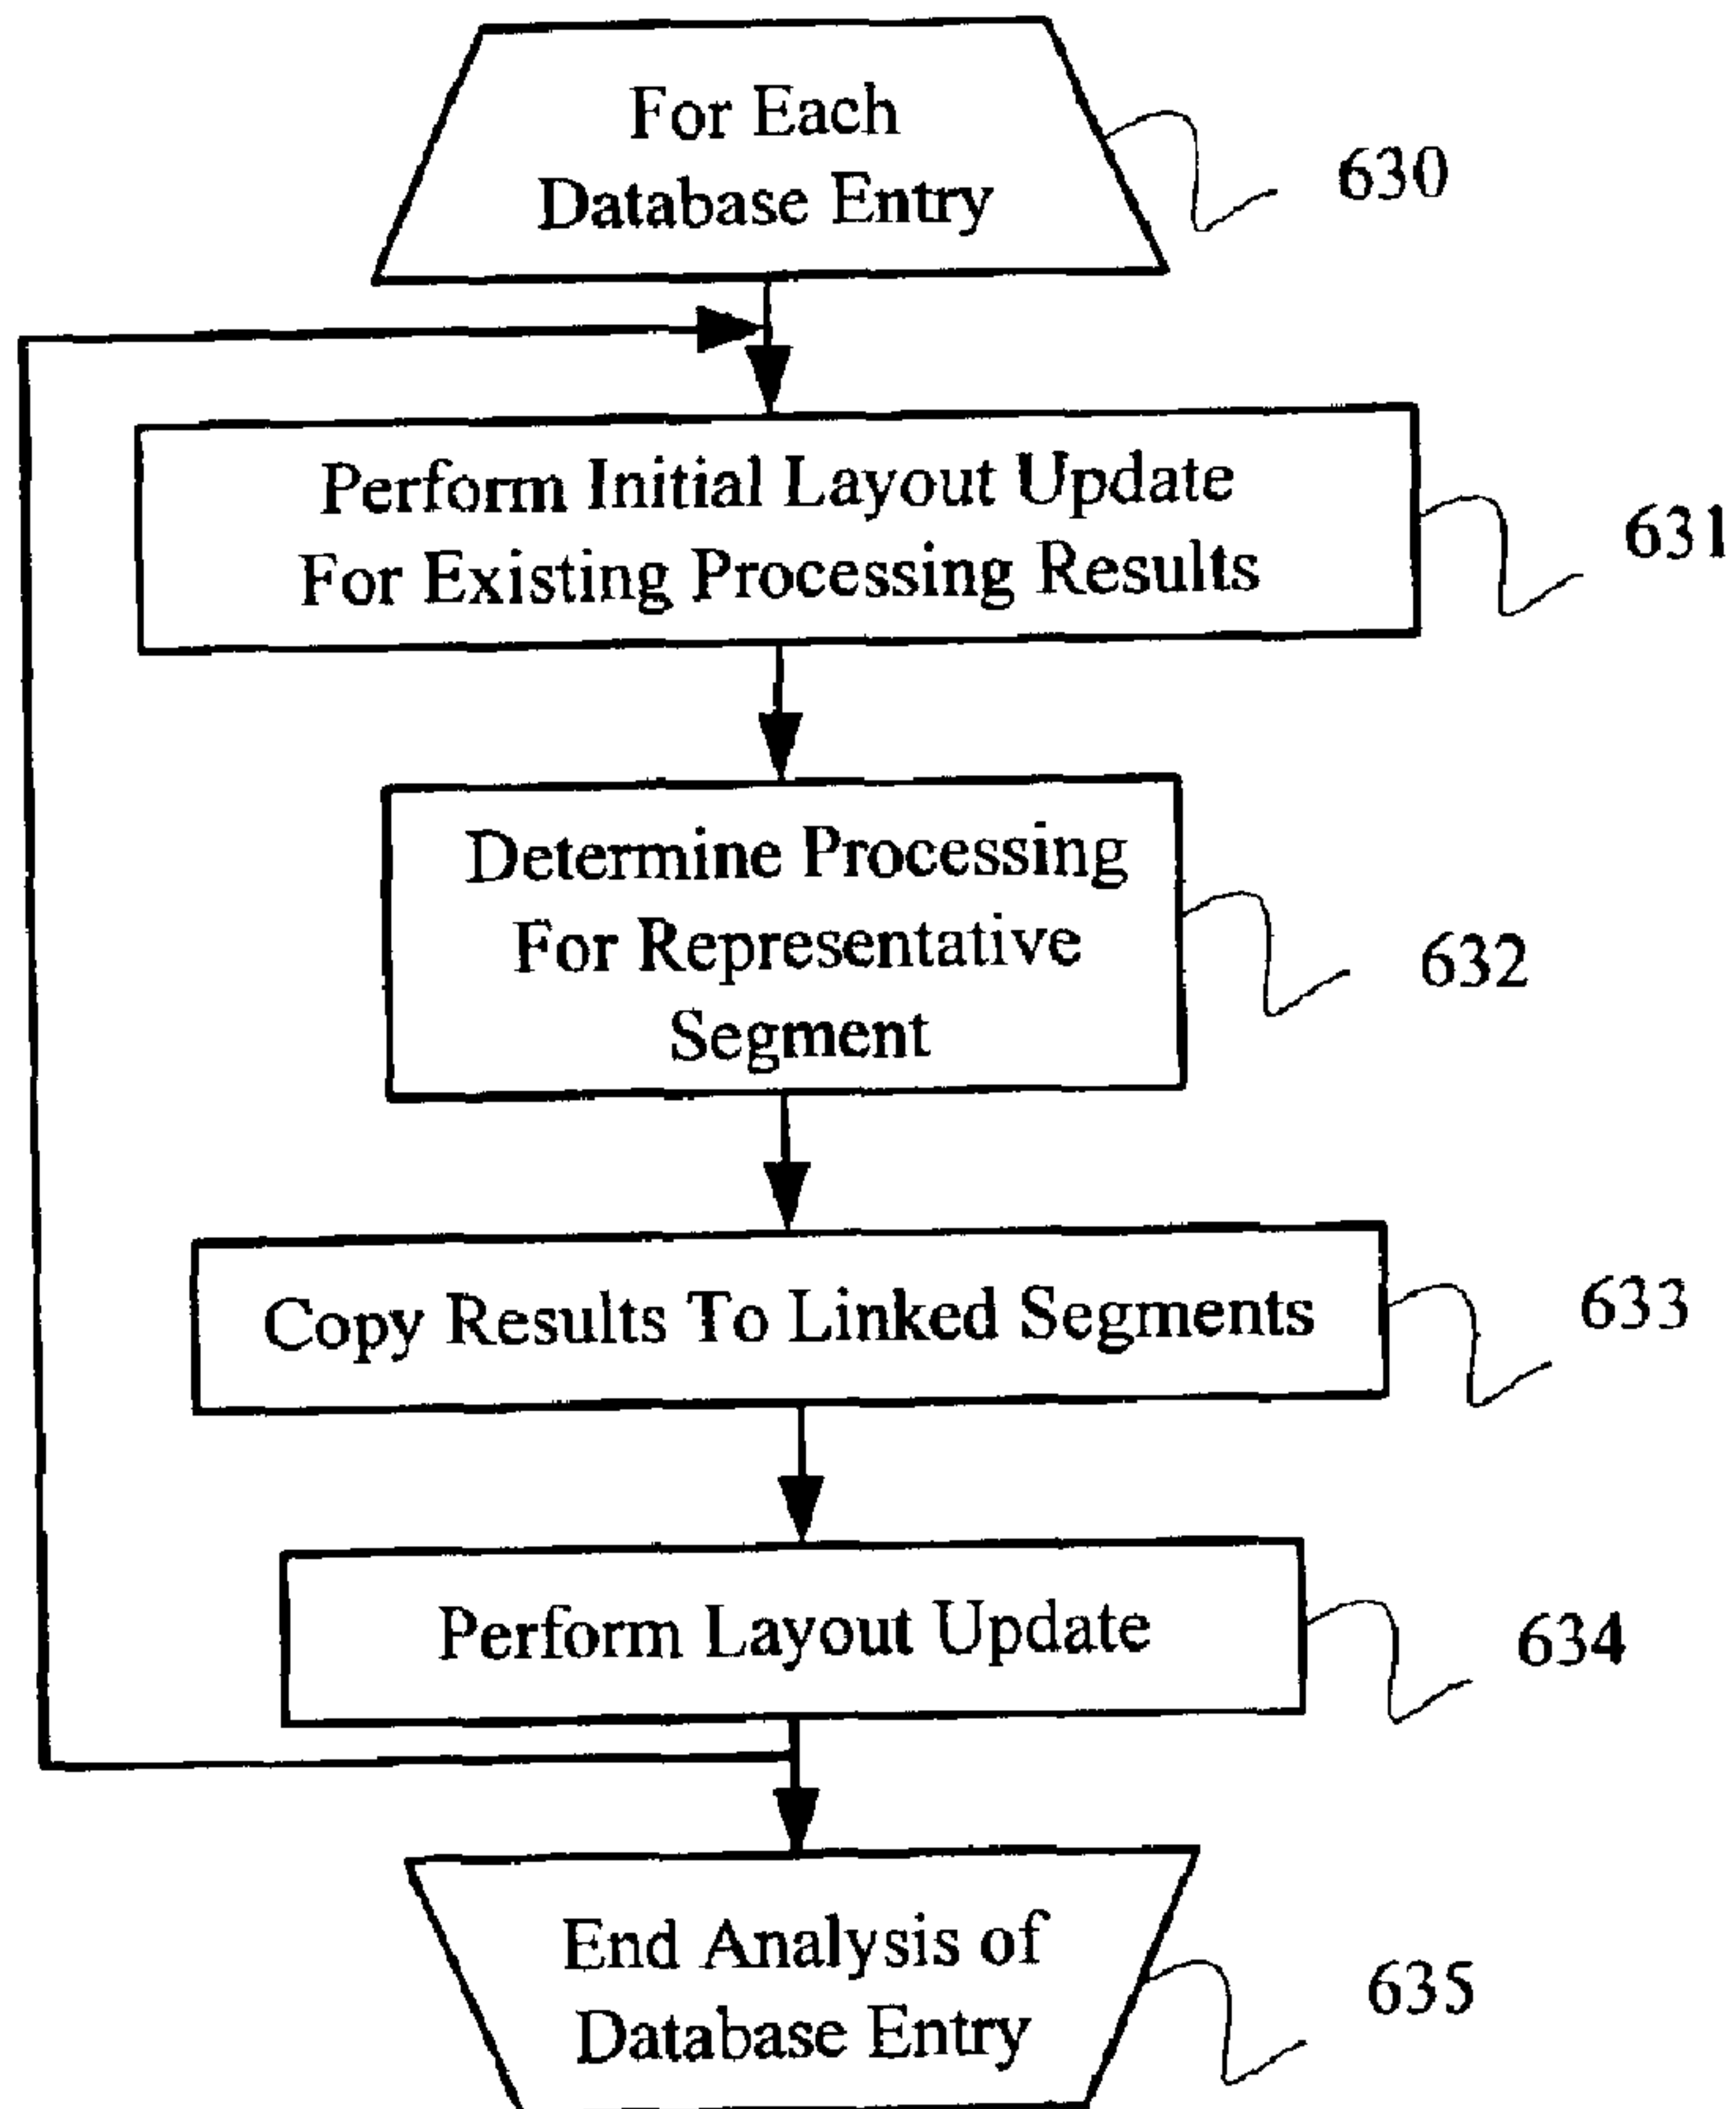 For Each
Database Entry
630
Perform Initial Layout Update
For Existing Processing Results
631
Determine Processing
For Representative
Segment
632
Copy Results To Linked Segments
633
Perform Layout Update
634
End Analysis of
Database Entry
635